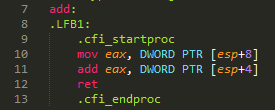 7 add:
8 .LFB1:
9 .cfi_startproc
10 mov eax, DWORD PTR [esp+8]
11 add eax, DWORD PTR [esp+4]
12 ret
13 .cfi_endproc